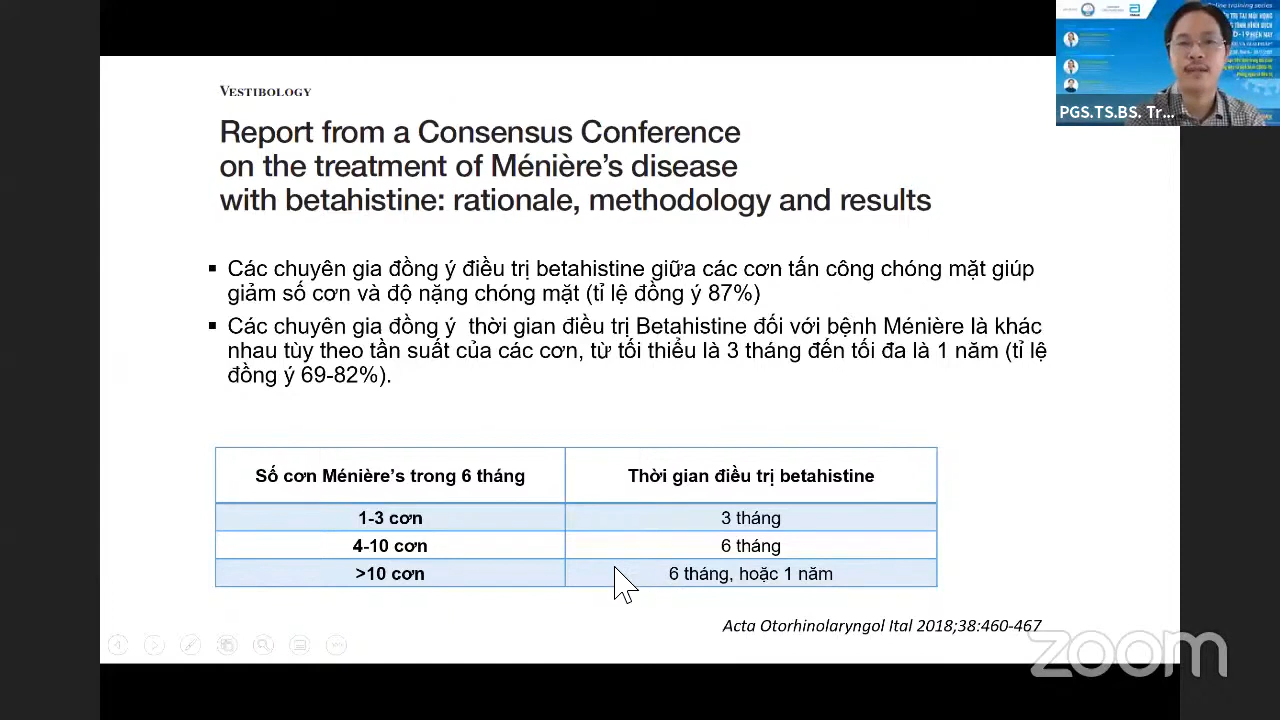 VESTIBOLOGY
Report from a Consensus Conference
on the treatment of Ménière's disease
with betahistine: rationale, methodology and results
▪ Các chuyên gia đồng ý điều trị betahistine giữa các cơn tấn công chóng mặt giúp
giảm số cơn và độ nặng chóng mặt (tỉ lệ đồng ý 87%)
▪ Các chuyên gia đồng ý thời gian điều trị Betahistine đối với bệnh Ménière là khác
nhau tùy theo tần suất của các cơn, từ tối thiểu là 3 tháng đến tối đa là 1 năm (tỉ lệ
đồng ý 69-82%).
Số cơn Ménière's trong 6 tháng Thời gian điều trị betahistine
1-3 cơn 3 tháng
4-10 cơn 6 tháng
>10 cơn 6 tháng, hoặc 1 năm
Acta Otorhinolaryngol Ital 2018;38:460-467
zoom
PGS.TS.BS. Tr...